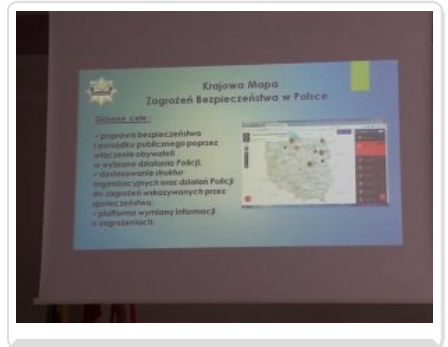 Krajowa Mapa
Zagrożeń Bezpieczeństwa w Polsce
Główne cele:
✓poprawa bezpieczeństwa
i porządku publicznego poprzez
włączenie obywateli
w wybrane działania Policji,
✓dostosowanie struktur
organizacyjnych oraz działań Policji
do zagrożeń wskazywanych przez
społeczeństwo,
✓platforma wymiany informacji
o zagrożeniach.